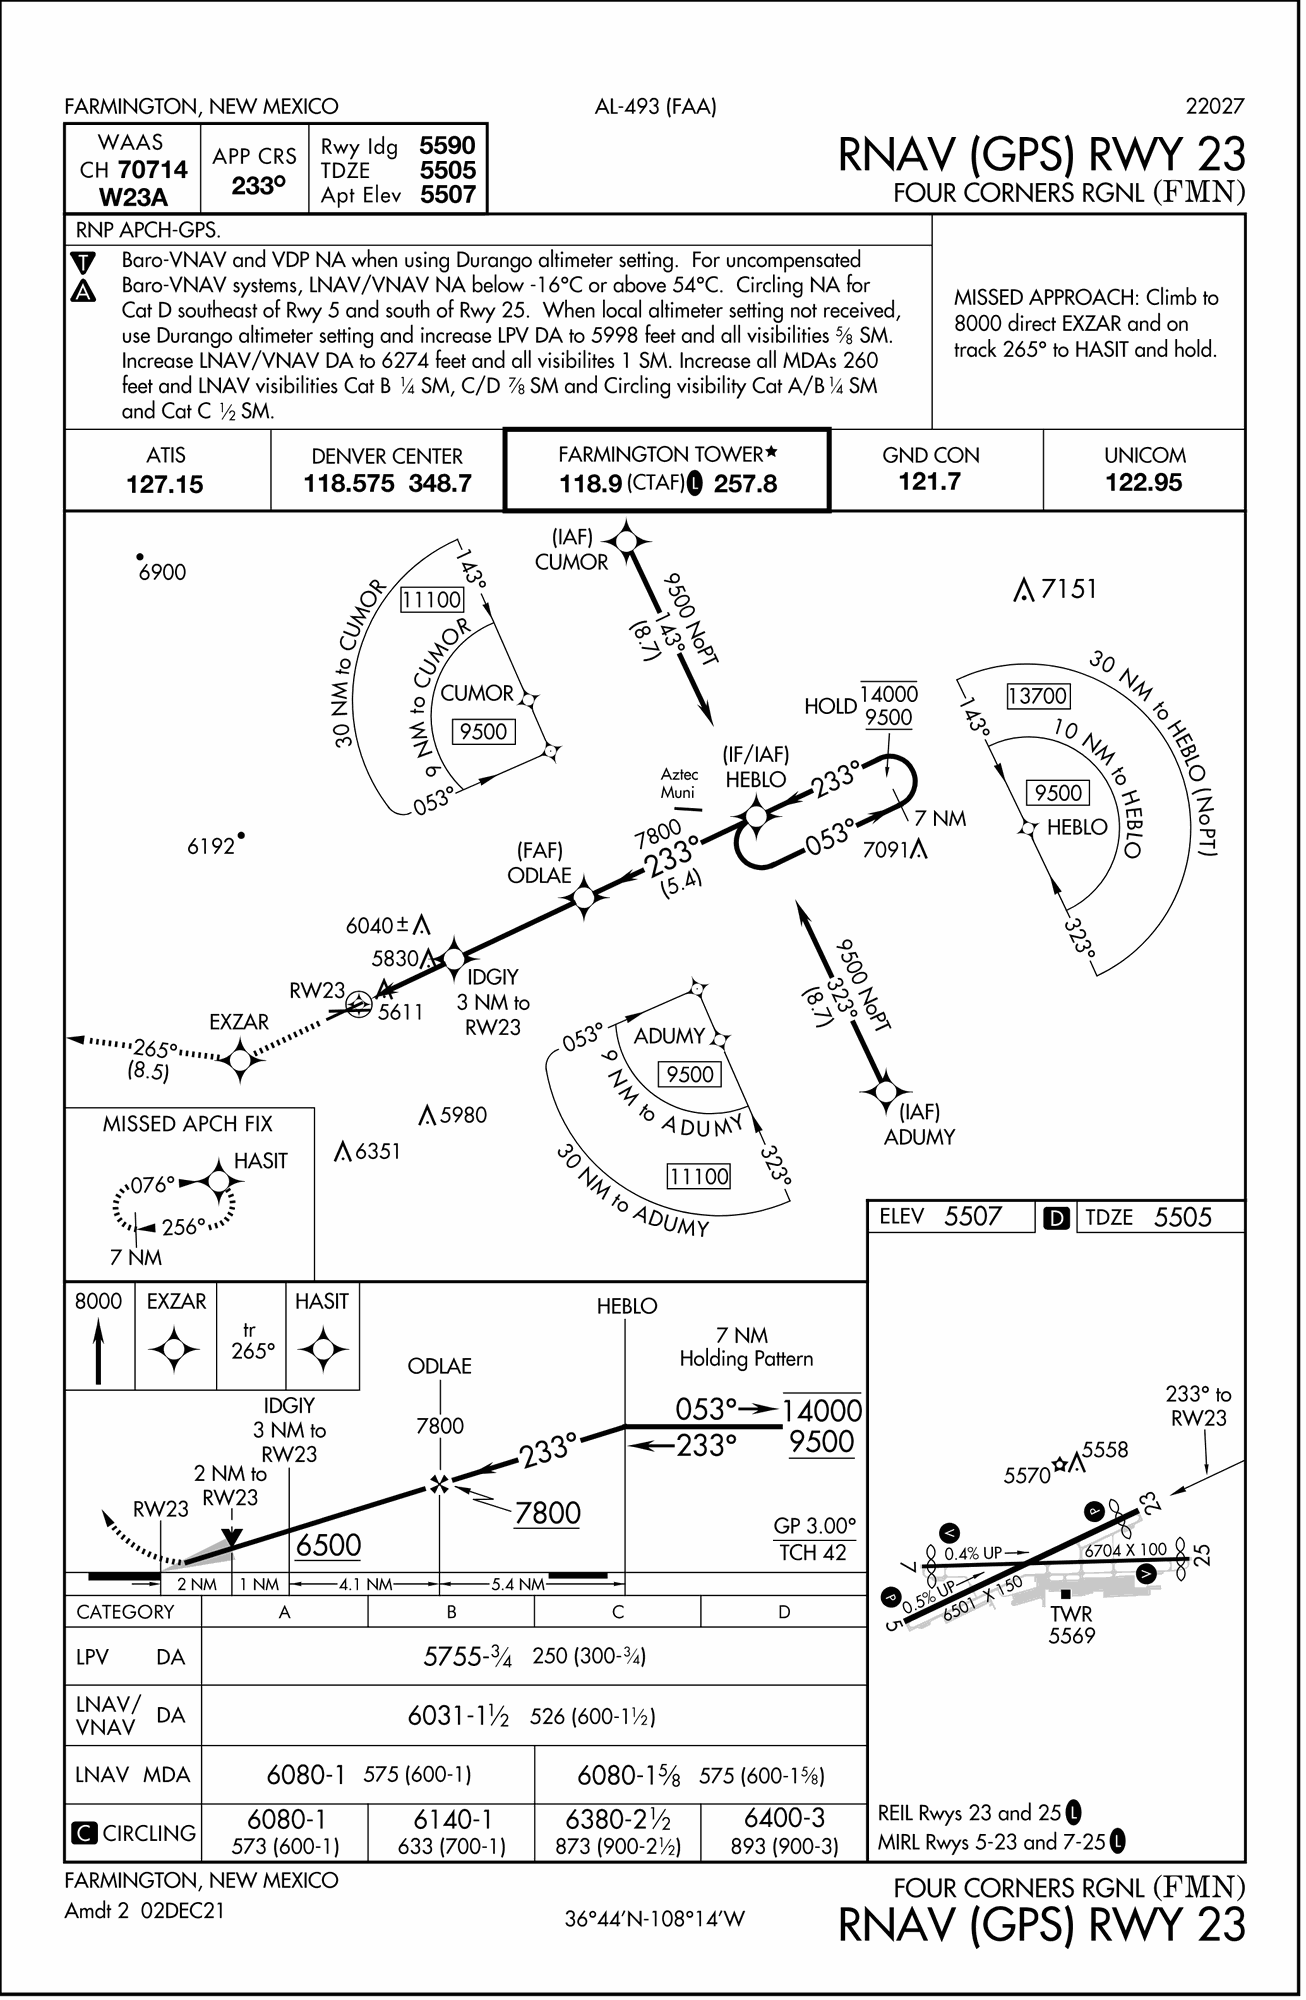 FARMINGTON, NEW MEXICO
AL-493 (FAA)
22027
WAAS
CH 70714
W23A
APP CRS
233°
Rwy Idg 5590
TDZE 5505
Apt Elev 5507
RNAV (GPS) RWY 23
FOUR CORNERS RGNL (FMN)
RNP APCH-GPS.
T
A
Baro-VNAV and VDP NA when using Durango altimeter setting. For uncompensated
Baro-VNAV systems, LNAV/VNAV NA below -16°C or above 54°C. Circling NA for
Cat D southeast of Rwy 5 and south of Rwy 25. When local altimeter setting not received,
use Durango altimeter setting and increase LPV DA to 5998 feet and all visibilities ⅝ SM.
Increase LNAV/VNAV DA to 6274 feet and all visibilites 1 SM. Increase all MDAs 260
feet and LNAV visibilities Cat B ¼ SM, C/D ⅞ SM and Circling visibility Cat A/B ¼ SM
and Cat C ½ SM.
MISSED APPROACH: Climb to
8000 direct EXZAR and on
track 265° to HASIT and hold.
ATIS
127.15
DENVER CENTER
118.575 348.7
FARMINGTON TOWER★
118.9 (CTAF) L 257.8
GND CON
121.7
UNICOM
122.95
6900
(IAF)
CUMOR
9500 NoPT
143°
(8.7)
7151
30 NM to CUMOR
11100
143°
9 NM to CUMOR
CUMOR
9500
053°
HOLD 14000
9500
(IF/IAF)
HEBLO
233°
053°
7 NM
7091
Aztec
Muni
7800
233°
(5.4)
30 NM to HEBLO (NoPT)
13700
143°
10 NM to HEBLO
9500
HEBLO
323°
6192
(FAF)
ODLAE
6040±
5830
IDGIY
3 NM to
RW23
RW23
5611
EXZAR
265°
(8.5)
9500 NoPT
323°
(8.7)
(IAF)
ADUMY
053°
ADUMY
9500
9 NM to ADUMY
11100
323°
30 NM to ADUMY
5980
6351
MISSED APCH FIX
HASIT
076°
256°
7 NM
ELEV 5507
D
TDZE 5505
233° to
RW23
5558
5570
23
P
V
7
0.4% UP
6704 X 100
25
V
P
0.5% UP
6501 X 150
5
TWR
5569
REIL Rwys 23 and 25 L
MIRL Rwys 5-23 and 7-25 L
8000
EXZAR
tr
265°
HASIT
HEBLO
7 NM
Holding Pattern
ODLAE
7800
053°
14000
233°
9500
233°
7800
IDGIY
3 NM to
RW23
2 NM to
RW23
RW23
6500
GP 3.00°
TCH 42
2 NM
1 NM
4.1 NM
5.4 NM
CATEGORY A B C D
LPV DA 5755-¾ 250 (300-¾)
LNAV/
VNAV DA 6031-1½ 526 (600-1½)
LNAV MDA 6080-1 575 (600-1) 6080-1⅝ 575 (600-1⅝)
C CIRCLING
6080-1
573 (600-1)
6140-1
633 (700-1)
6380-2½
873 (900-2½)
6400-3
893 (900-3)
FARMINGTON, NEW MEXICO
Amdt 2 02DEC21
36°44'N-108°14'W
FOUR CORNERS RGNL (FMN)
RNAV (GPS) RWY 23